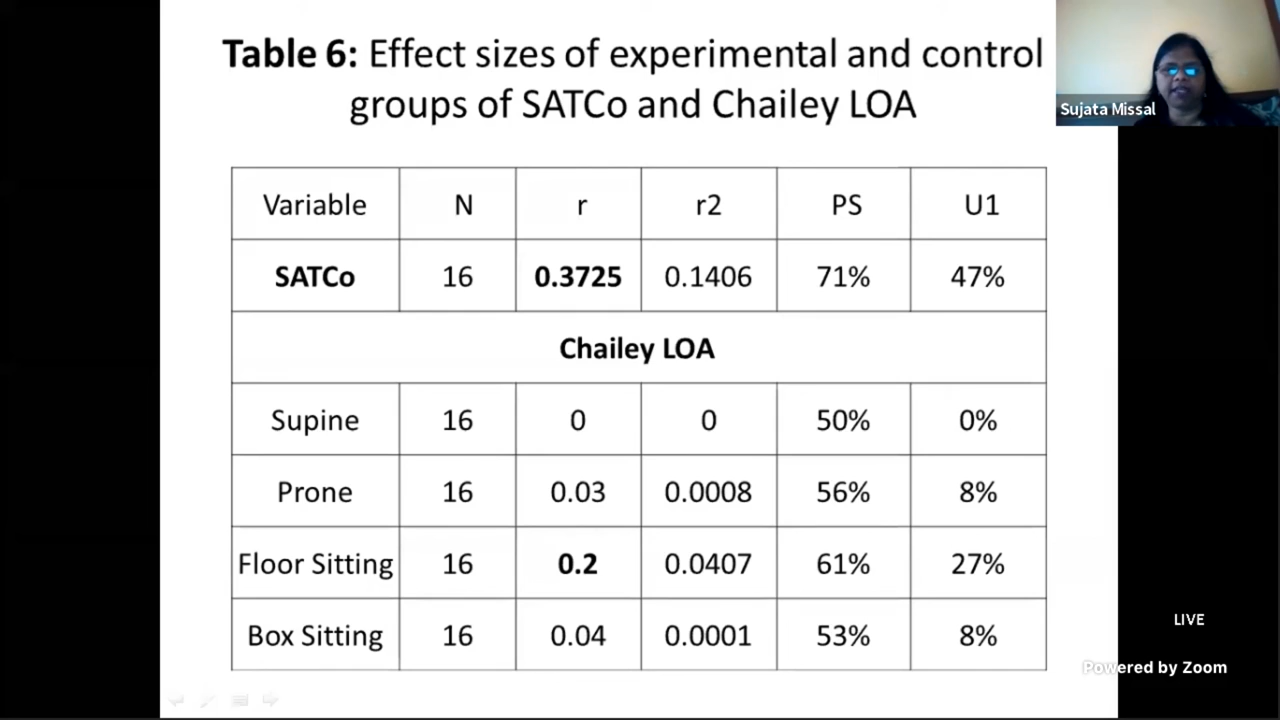 Table 6: Effect sizes of experimental and control
groups of SATCo and Chailey LOA
Sujata Missal
Variable N r r2 PS U1
SATCo 16 0.3725 0.1406 71% 47%
Chailey LOA
Supine 16 0 0 50% 0%
Prone 16 0.03 0.0008 56% 8%
Floor Sitting 16 0.2 0.0407 61% 27%
Box Sitting 16 0.04 0.0001 53% 8%
LIVE
Powered by Zoom